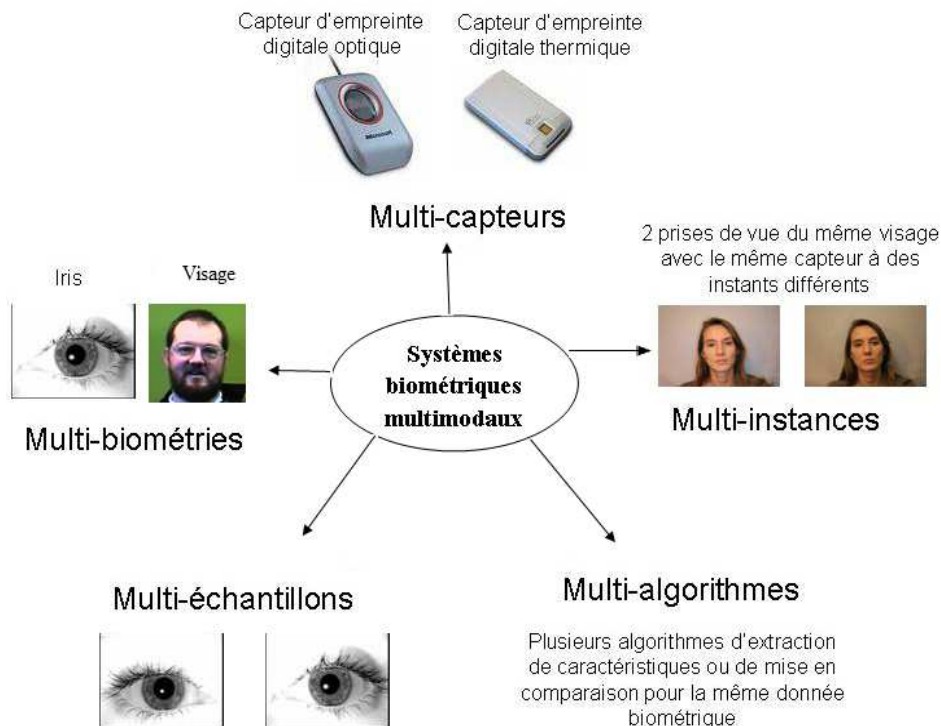 Capteur d'empreinte
digitale optique
Capteur d'empreinte
digitale thermique
Microsoft
Multi-capteurs
2 prises de vue du même visage
avec le même capteur à des
instants différents
Iris
Visage
Systèmes
biométriques
multimodaux
Multi-biométries
Multi-instances
Multi-échantillons
Multi-algorithmes
Plusieurs algorithmes d'extraction
de caractéristiques ou de mise en
comparaison pour la même donnée
biométrique